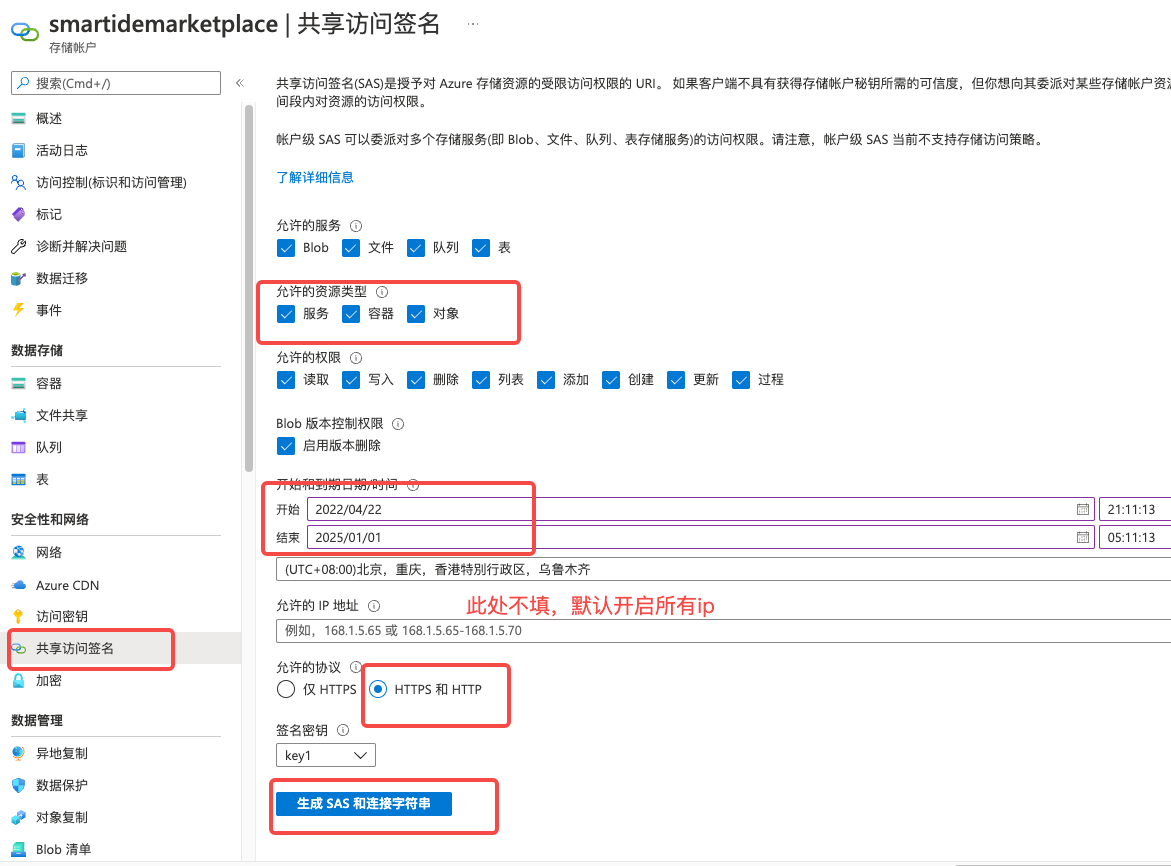 smartidemarketplace | 共享访问签名 ...
存储帐户
搜索(Cmd+/)
«
概述
活动日志
访问控制(标识和访问管理)
标记
诊断并解决问题
数据迁移
事件
数据存储
容器
文件共享
队列
表
安全性和网络
网络
Azure CDN
访问密钥
共享访问签名
加密
数据管理
异地复制
数据保护
对象复制
Blob 清单
共享访问签名(SAS)是授予对 Azure 存储资源的受限访问权限的 URI。 如果客户端不具有获得存储帐户秘钥所需的可信度，但你想向其委派对某些存储帐户资
间段内对资源的访问权限。
帐户级 SAS 可以委派对多个存储服务(即 Blob、文件、队列、表存储服务)的访问权限。请注意，帐户级 SAS 当前不支持存储访问策略。
了解详细信息
允许的服务
Blob 文件 队列 表
允许的资源类型
服务 容器 对象
允许的权限
读取 写入 删除 列表 添加 创建 更新 过程
Blob 版本控制权限
启用版本删除
开始和到期日期/时间
开始 2022/04/22 21:11:13
结束 2025/01/01 05:11:13
(UTC+08:00)北京，重庆，香港特別行政区，乌鲁木齐
允许的 IP 地址
此处不填，默认开启所有ip
例如，168.1.5.65 或 168.1.5.65-168.1.5.70
允许的协议
仅 HTTPS HTTPS 和 HTTP
签名密钥
key1
生成 SAS 和连接字符串